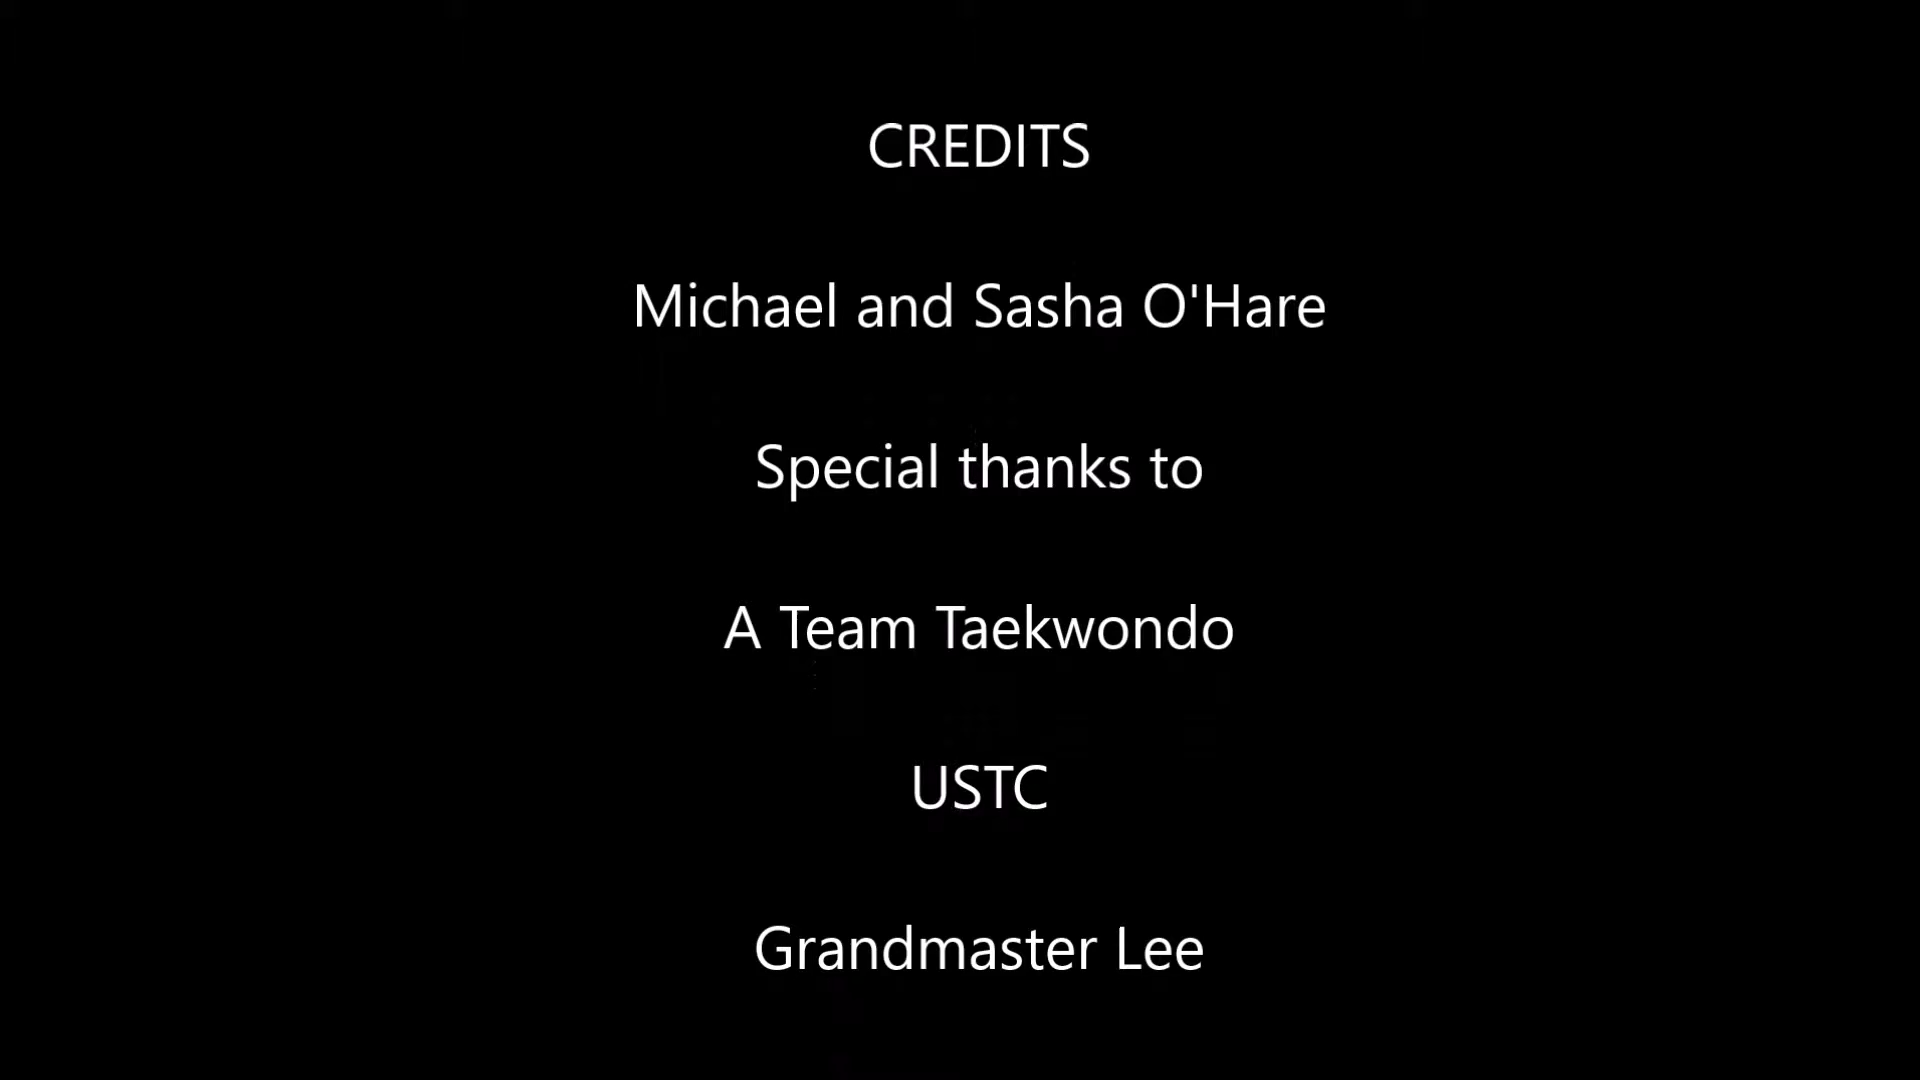 CREDITS
Michael and Sasha O'Hare
Special thanks to
A Team Taekwondo
USTC
Grandmaster Lee